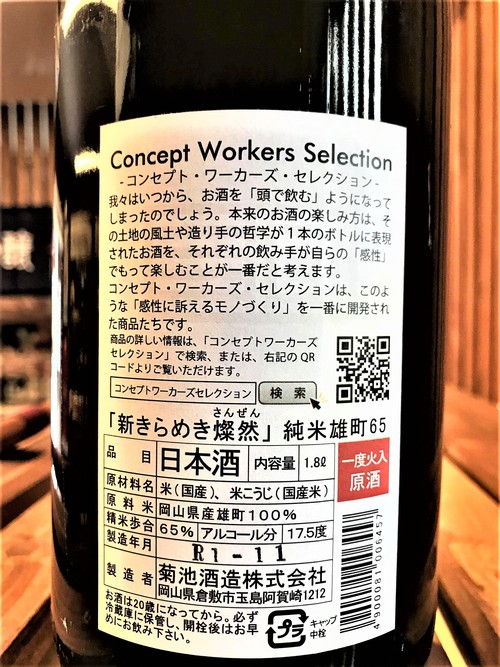 Concept Workers Selection
-コンセプト・ワーカーズ・セレクション-
我々はいつから、お酒を「頭で飲む」ようになって
しまったのでしょう。本来のお酒の楽しみ方は、そ
の土地の風土や造り手の哲学が1本のボトルに表現
されたお酒を、それぞれの飲み手が自らの「感性」
でもって楽しむことが一番だと考えます。
コンセプト・ワーカーズ・セレクションは、このよ
うな「感性に訴えるモノづくり」を一番に開発され
た商品たちです。
商品の詳しい情報は、「コンセプトワーカーズ
セレクション」で検索、または、右記のQR
コードよりご覧いただけます。
コンセプトワーカーズセレクション 検索
さんぜん
「新きらめき燦然」純米雄町65
品目 日本酒 内容量 1.8ℓ
一度火入
原酒
原材料名 米(国産)、米こうじ(国産米)
原料米 岡山県産雄町100%
精米歩合 65% アルコール分 17.5度
製造年月 R1-11
製造者 菊池酒造株式会社
岡山県倉敷市玉島阿賀崎1212
お酒は20歳になってから。必ず
冷蔵庫に保管し、開栓後はお早
めにお飲み下さい。
プラ
キャップ
中栓
4900081006457